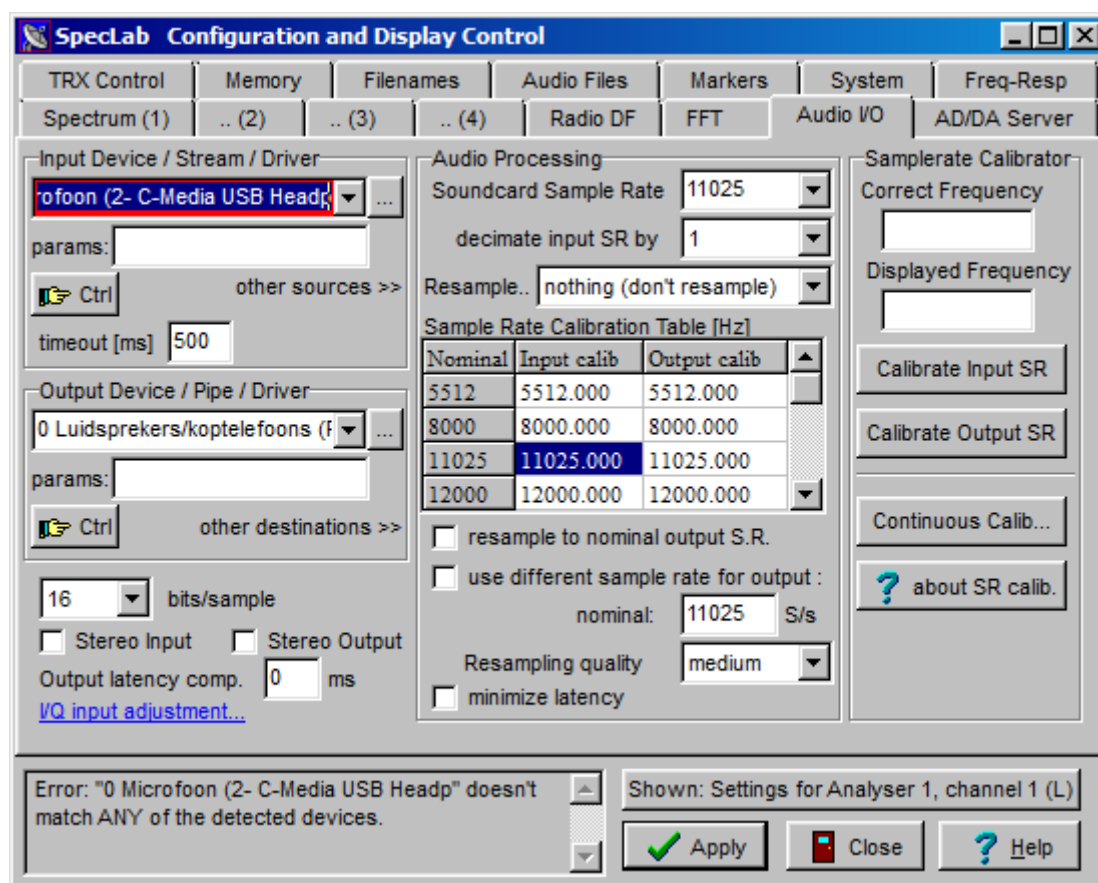 SpecLab Configuration and Display Control
TRX Control Memory Filenames Audio Files Markers System Freq-Resp
Spectrum (1) .. (2) .. (3) .. (4) Radio DF FFT Audio I/O AD/DA Server
Input Device / Stream / Driver
rofoon (2- C-Media USB Headp ...
params:
Ctrl other sources >>
timeout [ms] 500
Output Device / Pipe / Driver
0 Luidsprekers/koptelefoons (F ...
params:
Ctrl other destinations >>
16 bits/sample
Stereo Input Stereo Output
Output latency comp. 0 ms
I/Q input adjustment...
Audio Processing
Soundcard Sample Rate 11025
decimate input SR by 1
Resample.. nothing (don't resample)
Sample Rate Calibration Table [Hz]
Nominal Input calib Output calib
5512 5512.000 5512.000
8000 8000.000 8000.000
11025 11025.000 11025.000
12000 12000.000 12000.000
resample to nominal output S.R.
use different sample rate for output :
nominal: 11025 S/s
Resampling quality medium
minimize latency
Samplerate Calibrator
Correct Frequency
Displayed Frequency
Calibrate Input SR
Calibrate Output SR
Continuous Calib...
? about SR calib.
Error: "0 Microfoon (2- C-Media USB Headp" doesn't
match ANY of the detected devices.
Shown: Settings for Analyser 1, channel 1 (L)
Apply Close ? Help